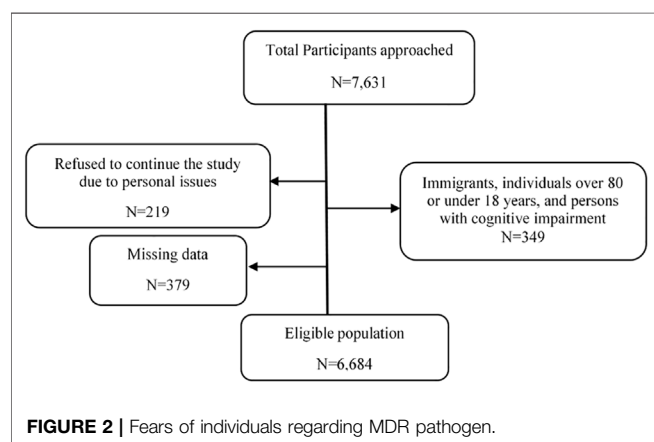 Total Participants approached
N=7,631
Refused to continue the study
due to personal issues
N=219
Immigrants, individuals over 80
or under 18 years, and persons
with cognitive impairment
N=349
Missing data
N=379
Eligible population
N=6,684
FIGURE 2 | Fears of individuals regarding MDR pathogen.